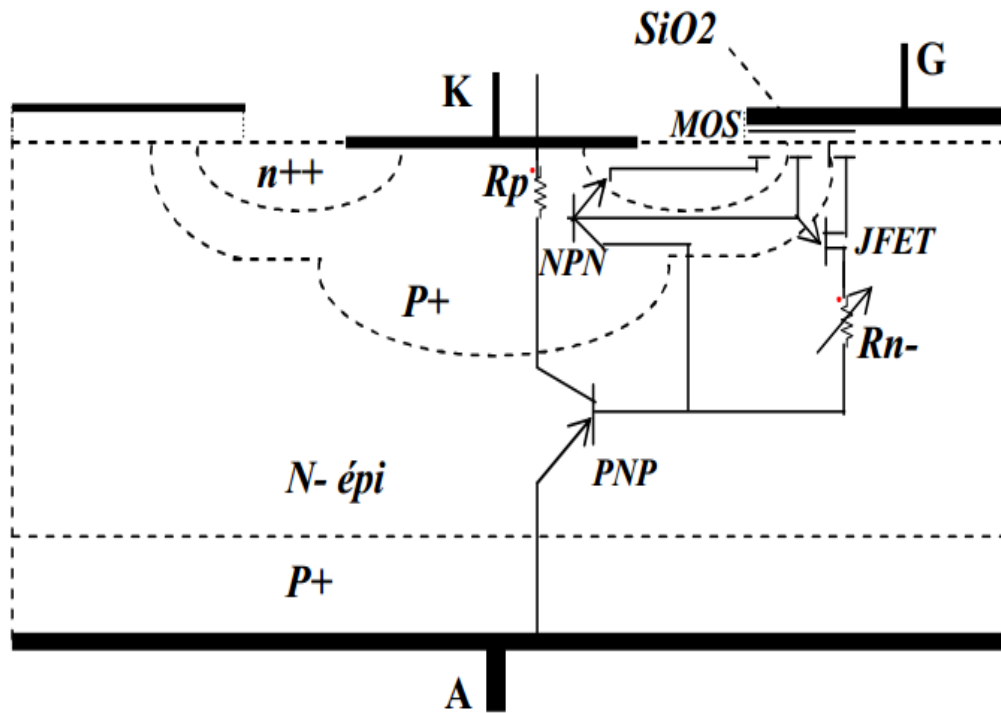 SiO2
K
G
MOS
n++
Rp
NPN
JFET
P+
Rn-
PNP
N- épi
P+
A